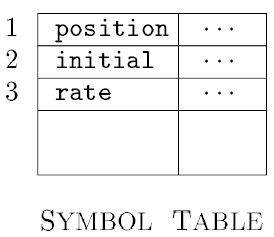 1 position ...
2 initial ...
3 rate ...
SYMBOL TABLE